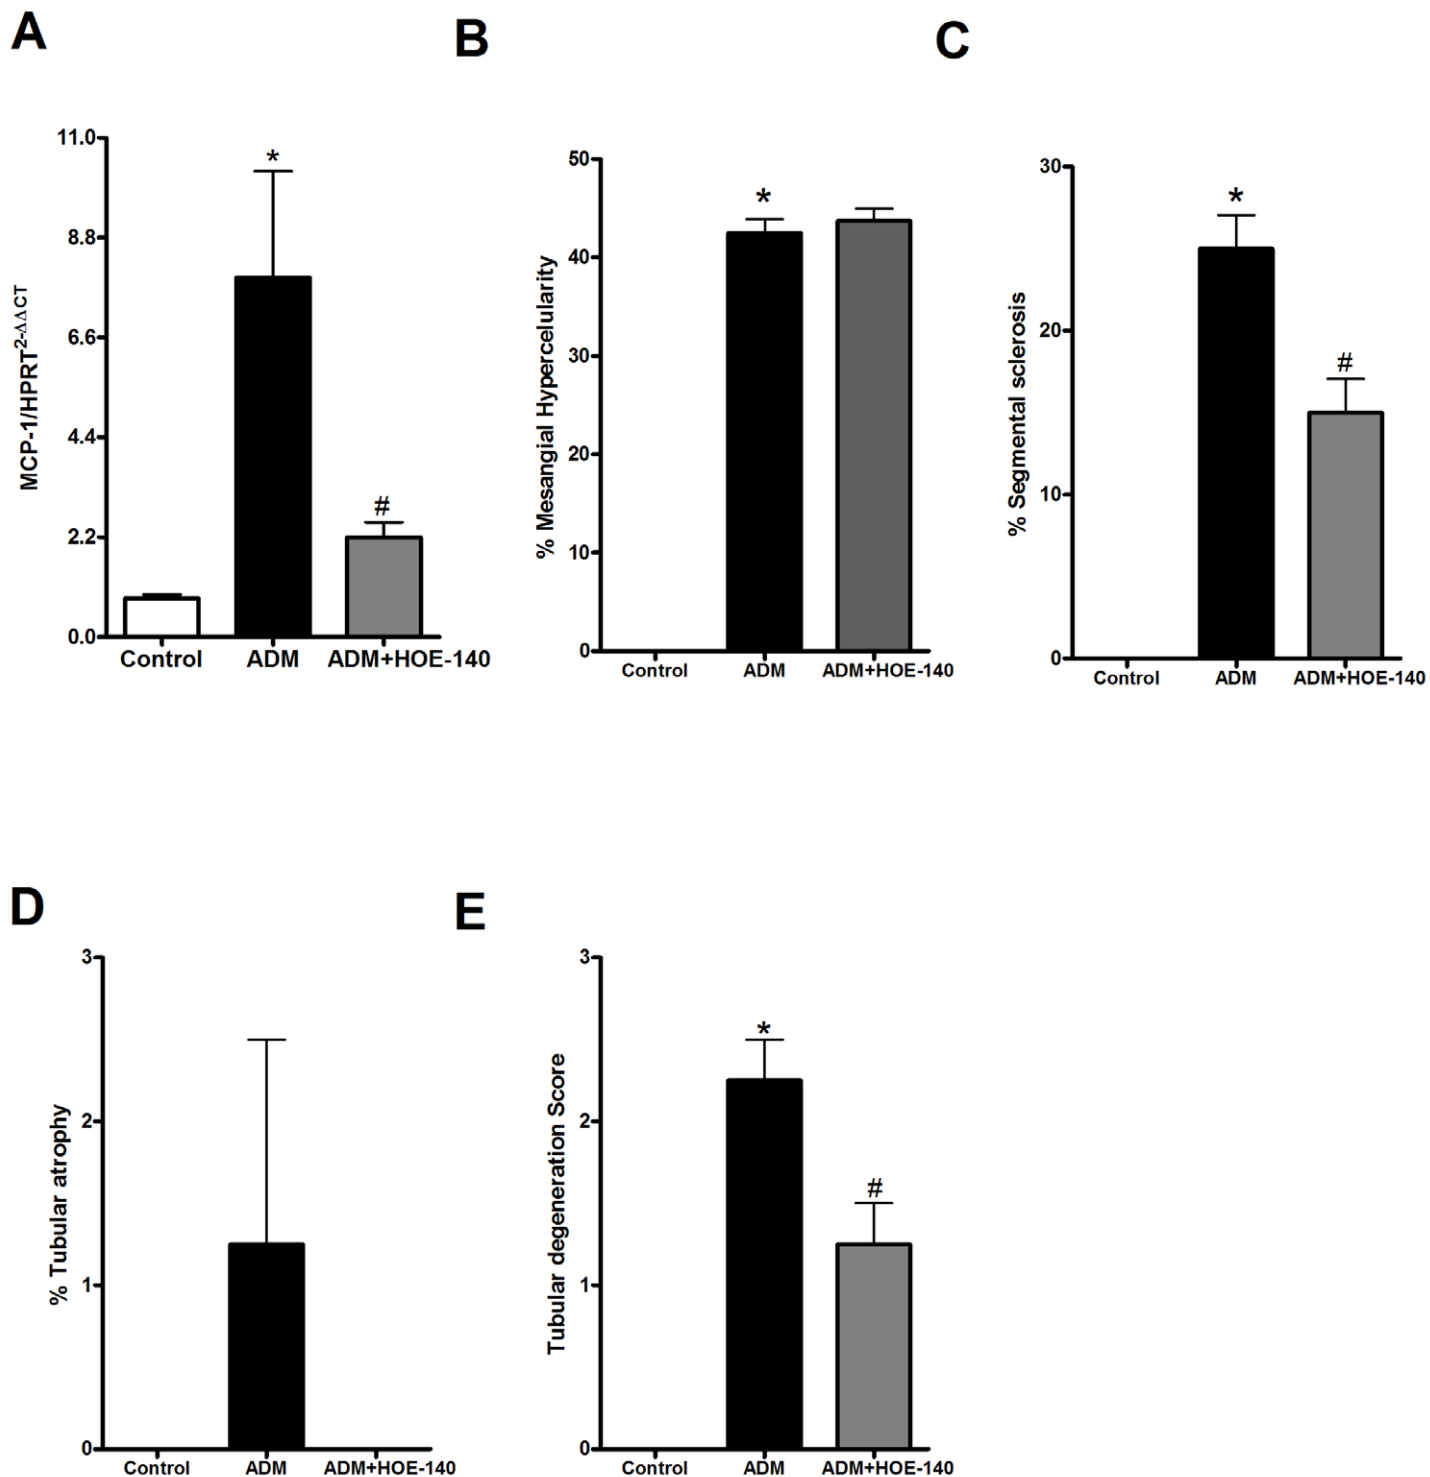 A
B
C
11.0
8.8
6.6
4.4
2.2
0.0
MCP-1/HPRT2-ΔΔCT
*
#
Control ADM ADM+HOE-140
50
40
30
20
10
0
% Mesangial Hypercelularity
*
Control ADM ADM+HOE-140
30
20
10
0
% Segmental sclerosis
*
#
Control ADM ADM+HOE-140
D
E
3
2
1
0
% Tubular atrophy
Control ADM ADM+HOE-140
3
2
1
0
Tubular degeneration Score
*
#
Control ADM ADM+HOE-140